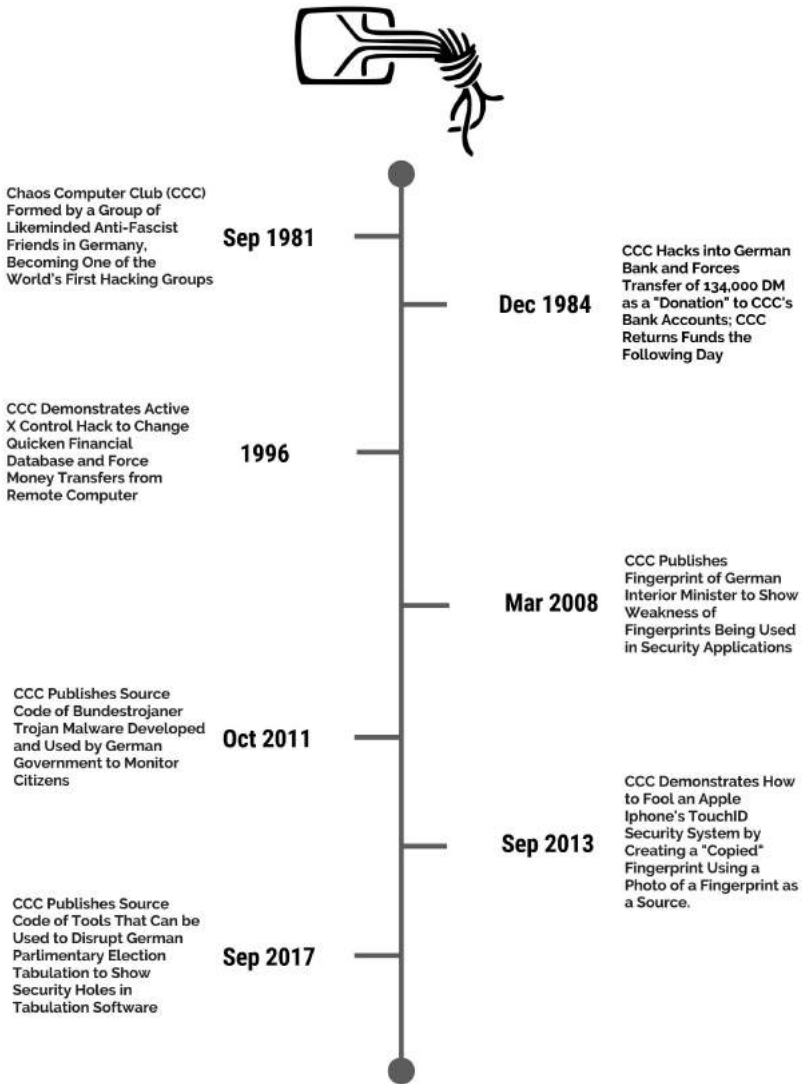 Chaos Computer Club (CCC)
Formed by a Group of
Likeminded Anti-Fascist
Friends in Germany,
Becoming One of the
World's First Hacking Groups
Sep 1981
Dec 1984
CCC Hacks into German
Bank and Forces
Transfer of 134,000 DM
as a "Donation" to CCC's
Bank Accounts; CCC
Returns Funds the
Following Day
CCC Demonstrates Active
X Control Hack to Change
Quicken Financial
Database and Force
Money Transfers from
Remote Computer
1996
Mar 2008
CCC Publishes
Fingerprint of German
Interior Minister to Show
Weakness of
Fingerprints Being Used
in Security Applications
CCC Publishes Source
Code of Bundestrojaner
Trojan Malware Developed
and Used by German
Government to Monitor
Citizens
Oct 2011
Sep 2013
CCC Demonstrates How
to Fool an Apple
Iphone's TouchID
Security System by
Creating a "Copied"
Fingerprint Using a
Photo of a Fingerprint as
a Source.
CCC Publishes Source
Code of Tools That Can be
Used to Disrupt German
Parlimentary Election
Tabulation to Show
Security Holes in
Tabulation Software
Sep 2017